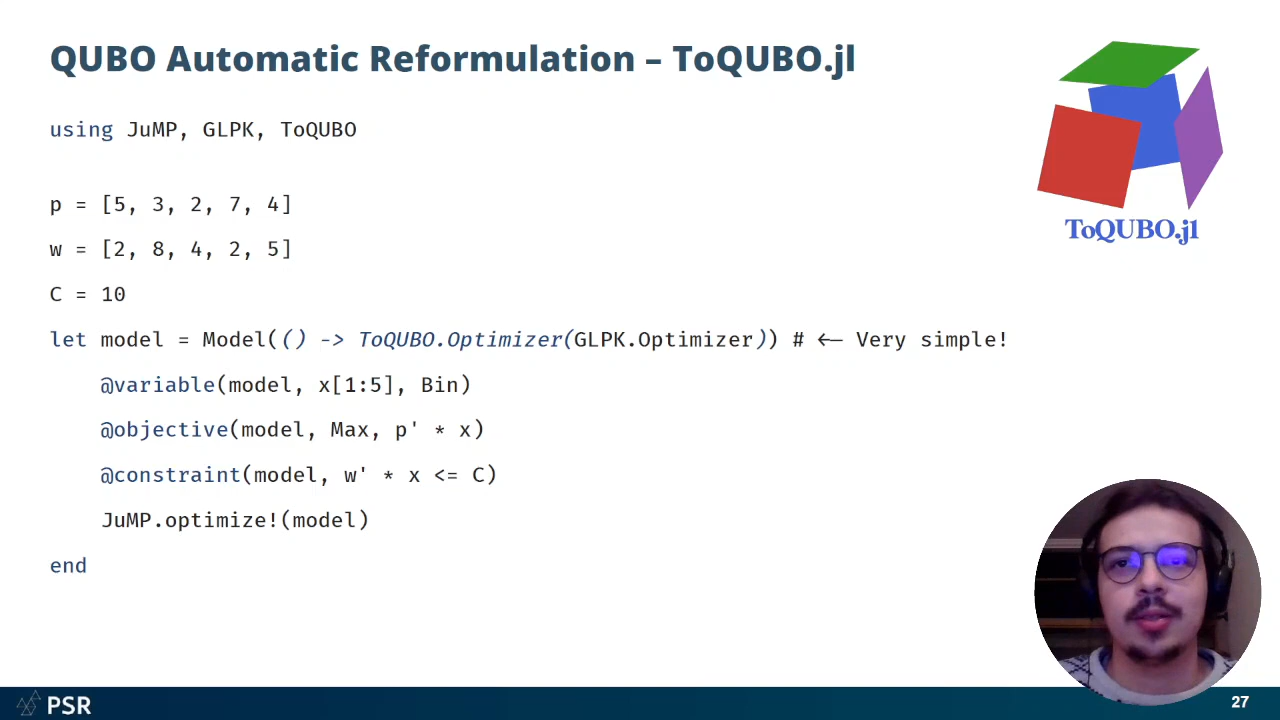 QUBO Automatic Reformulation – ToQUBO.jl
using JuMP, GLPK, ToQUBO
p = [5, 3, 2, 7, 4]
w = [2, 8, 4, 2, 5]
ToQUBO.jl
C = 10
let model = Model(() -> ToQUBO.Optimizer(GLPK.Optimizer)) # <-- Very simple!
@variable(model, x[1:5], Bin)
@objective(model, Max, p' * x)
@constraint(model, w' * x <= C)
JuMP.optimize!(model)
end
PSR
27